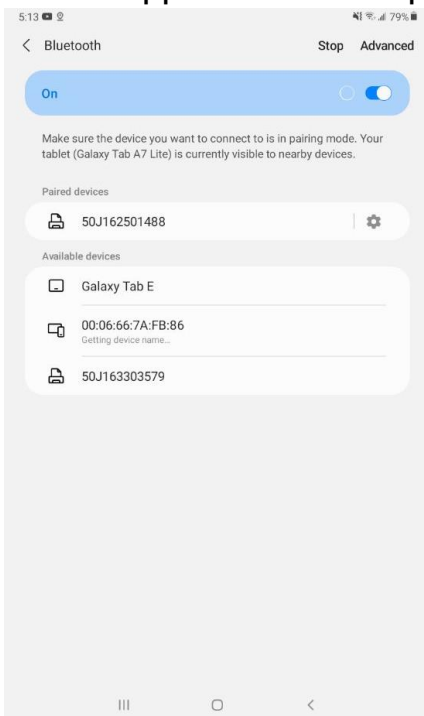 5:13 79%
Bluetooth Stop Advanced
On
Make sure the device you want to connect to is in pairing mode. Your
tablet (Galaxy Tab A7 Lite) is currently visible to nearby devices.
Paired devices
50J162501488
Available devices
Galaxy Tab E
00:06:66:7A:FB:86
Getting device name...
50J163303579